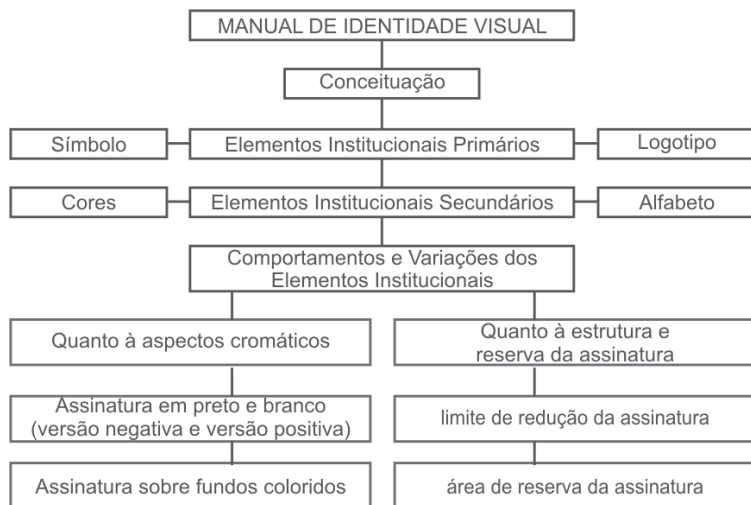 MANUAL DE IDENTIDADE VISUAL
Conceituação
Símbolo
Elementos Institucionais Primários
Logotipo
Cores
Elementos Institucionais Secundários
Alfabeto
Comportamentos e Variações dos
Elementos Institucionais
Quanto à aspectos cromáticos
Quanto à estrutura e
reserva da assinatura
Assinatura em preto e branco
(versão negativa e versão positiva)
limite de redução da assinatura
Assinatura sobre fundos coloridos
área de reserva da assinatura